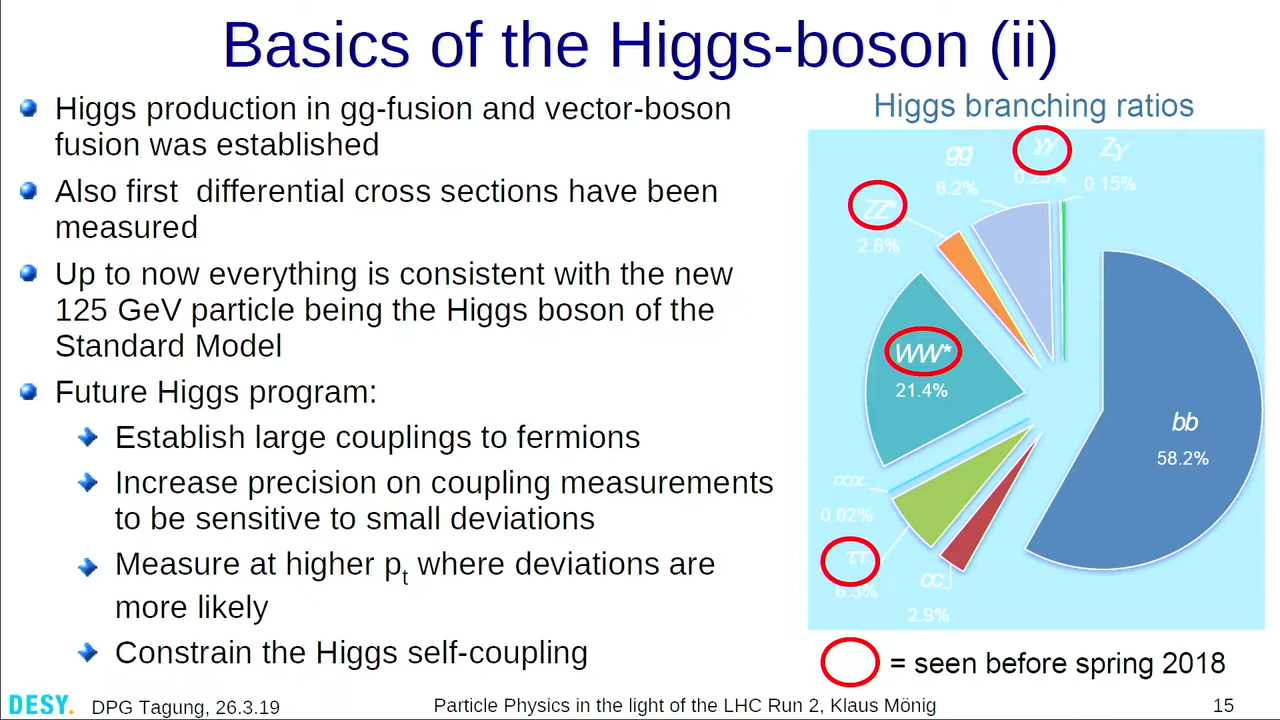 Basics of the Higgs-boson (ii)
Higgs production in gg-fusion and vector-boson
fusion was established
Also first differential cross sections have been
measured
Up to now everything is consistent with the new
125 GeV particle being the Higgs boson of the
Standard Model
Future Higgs program:
Establish large couplings to fermions
Increase precision on coupling measurements
to be sensitive to small deviations
Measure at higher pt where deviations are
more likely
Constrain the Higgs self-coupling
Higgs branching ratios
gg
8.2%
γγ
Zγ
0.15%
ZZ*
2.6%
WW*
21.4%
bb
58.2%
0.02%
ττ
6.3%
cc
2.9%
= seen before spring 2018
DESY.
DPG Tagung, 26.3.19
Particle Physics in the light of the LHC Run 2, Klaus Mönig
15